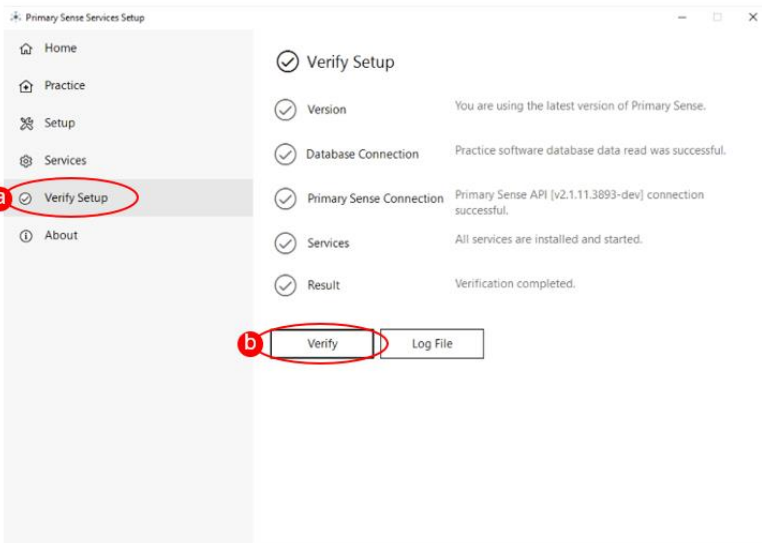 Primary Sense Services Setup
Home
Practice
Setup
Services
a
Verify Setup
About
Verify Setup
Version
You are using the latest version of Primary Sense.
Database Connection
Practice software database data read was successful.
Primary Sense Connection
Primary Sense API [v2.1.11.3893-dev] connection
successful.
Services
All services are installed and started.
Result
Verification completed.
b
Verify
Log File